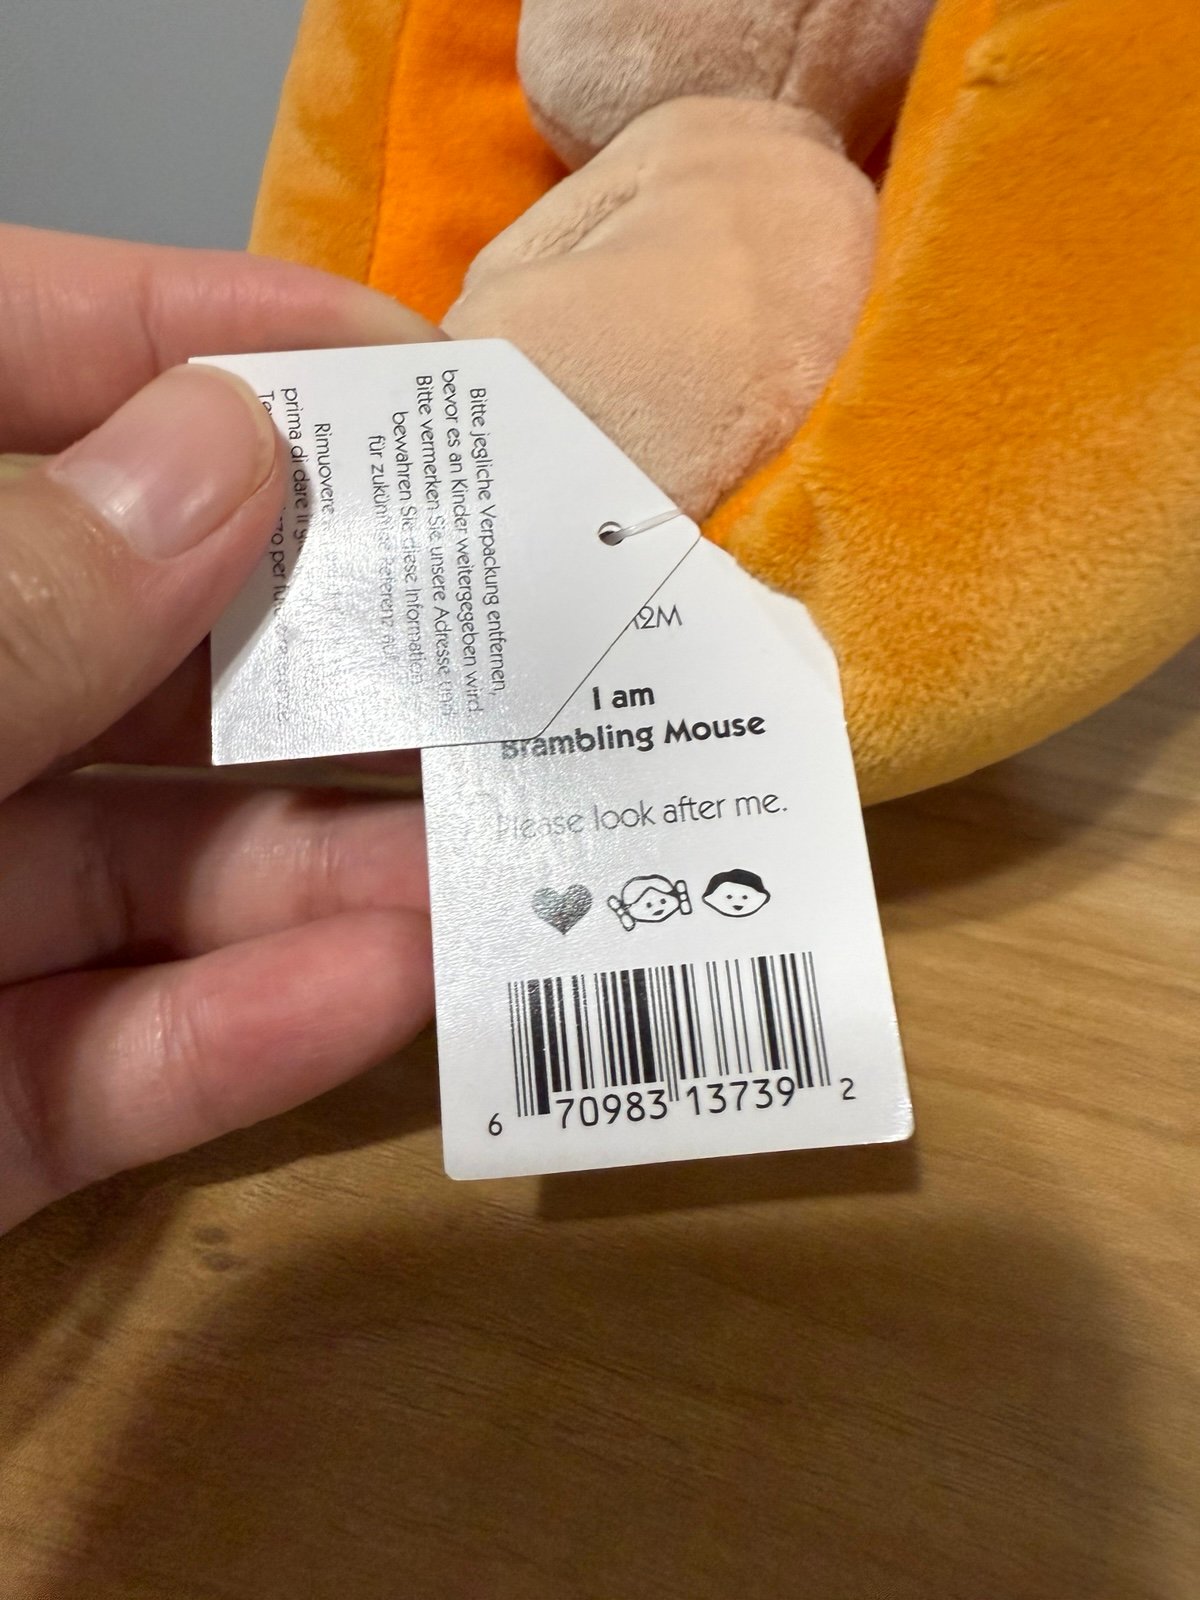 Bitte jegliche Verpackung entfernen,
bevor es an Kinder weitergegeben wird.
Bitte vermerken Sie unsere Adresse und
bewahren Sie diese Information
für zukünftige Referenz auf.
Rimuovere
prima di dare il
per
2M
I am
Brambling Mouse
Please look after me.
6 70983 13739 2